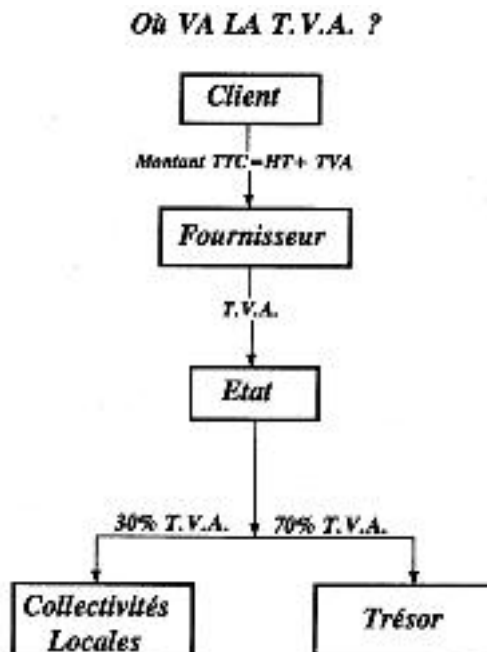 Où VA LA T.V.A. ?
Client
Montant TTC=HT+ TVA
Fournisseur
T.V.A.
Etat
30% T.V.A. 70% T.V.A.
Collectivités
Locales
Trésor